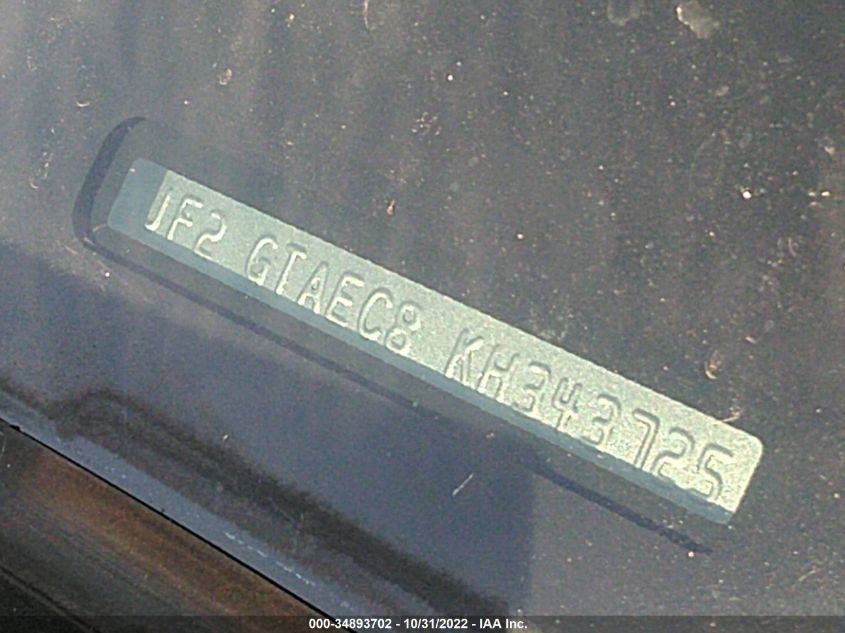 JF2 GTAEC8 KH343725
000-34893702 - 10/31/2022 - IAA Inc.